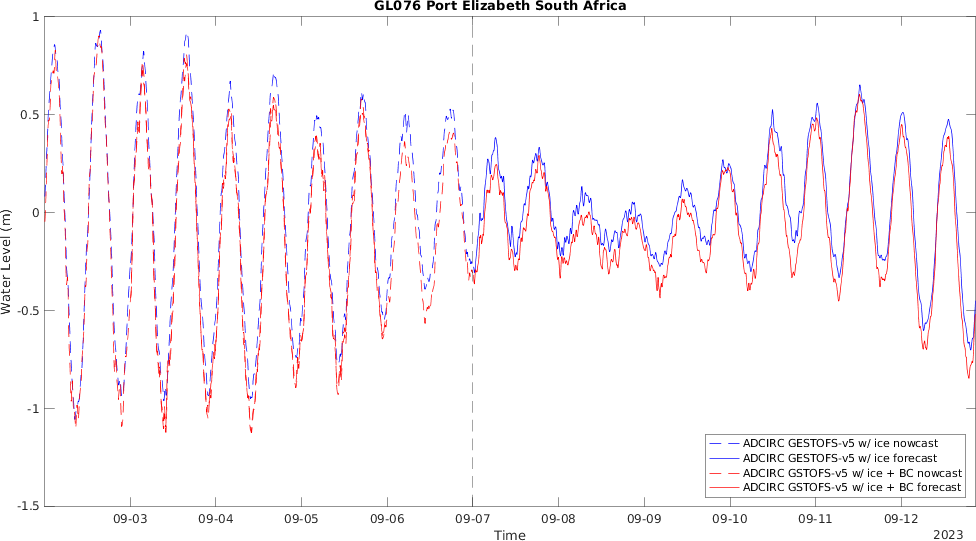 GL076 Port Elizabeth South Africa
1
0.5
0
-0.5
-1
-1.5
Water Level (m)
ADCIRC GESTOFS-v5 w/ ice nowcast
ADCIRC GESTOFS-v5 w/ ice forecast
ADCIRC GSTOFS-v5 w/ ice + BC nowcast
ADCIRC GSTOFS-v5 w/ ice + BC forecast
09-03 09-04 09-05 09-06 09-07 09-08 09-09 09-10 09-11 09-12
Time
2023